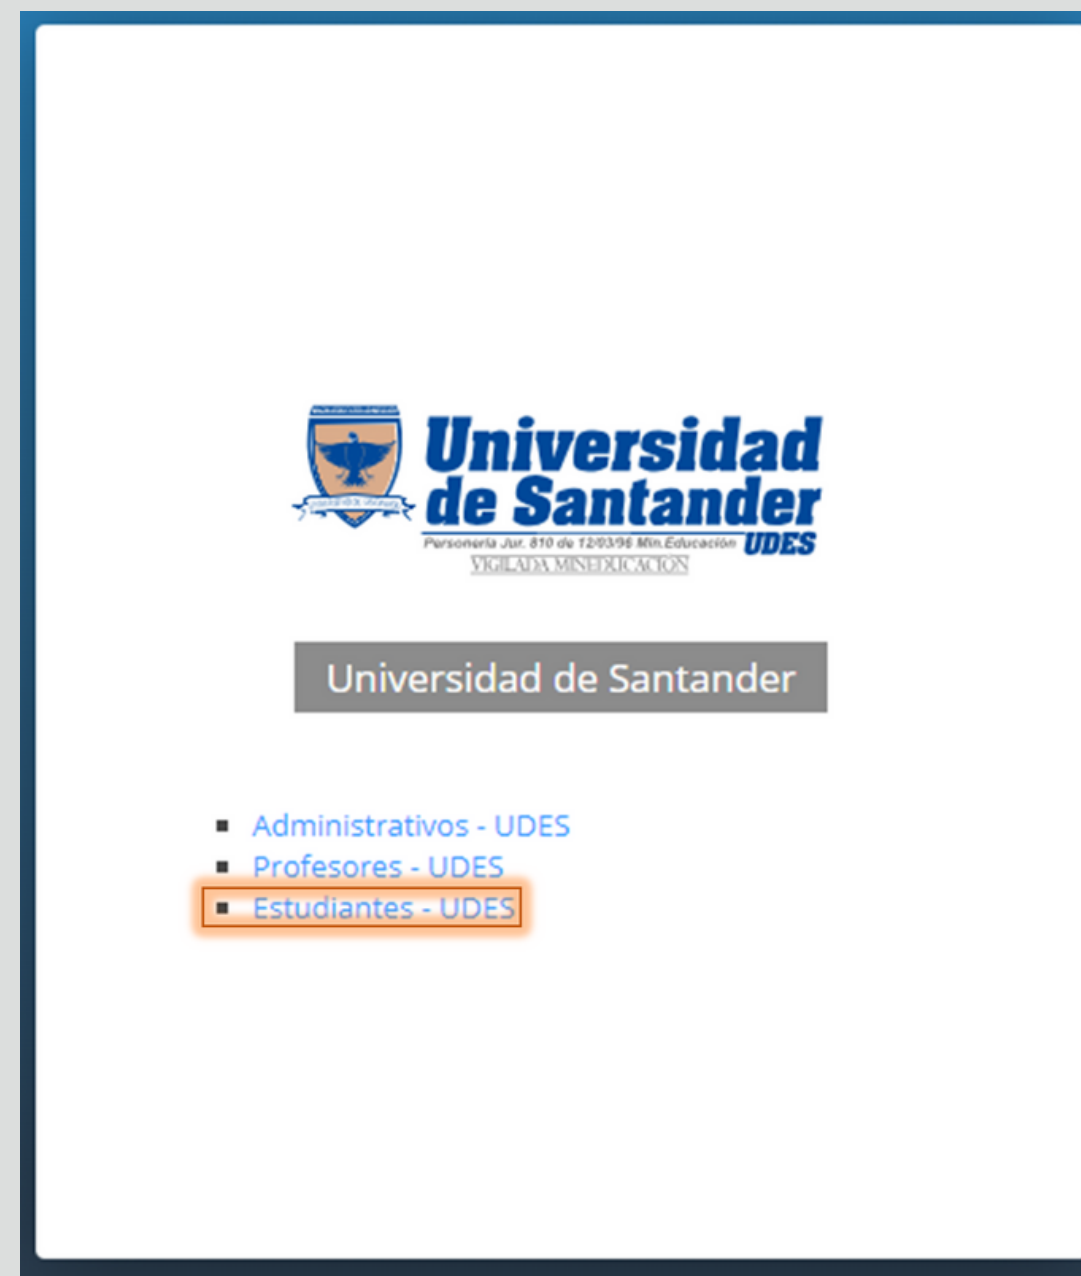 Universidad
de Santander
Personería Jur. 810 de 12/03/96 Min.Educación UDES
VIGILADA MINEDUCACION
Universidad de Santander
Administrativos - UDES
Profesores - UDES
Estudiantes - UDES